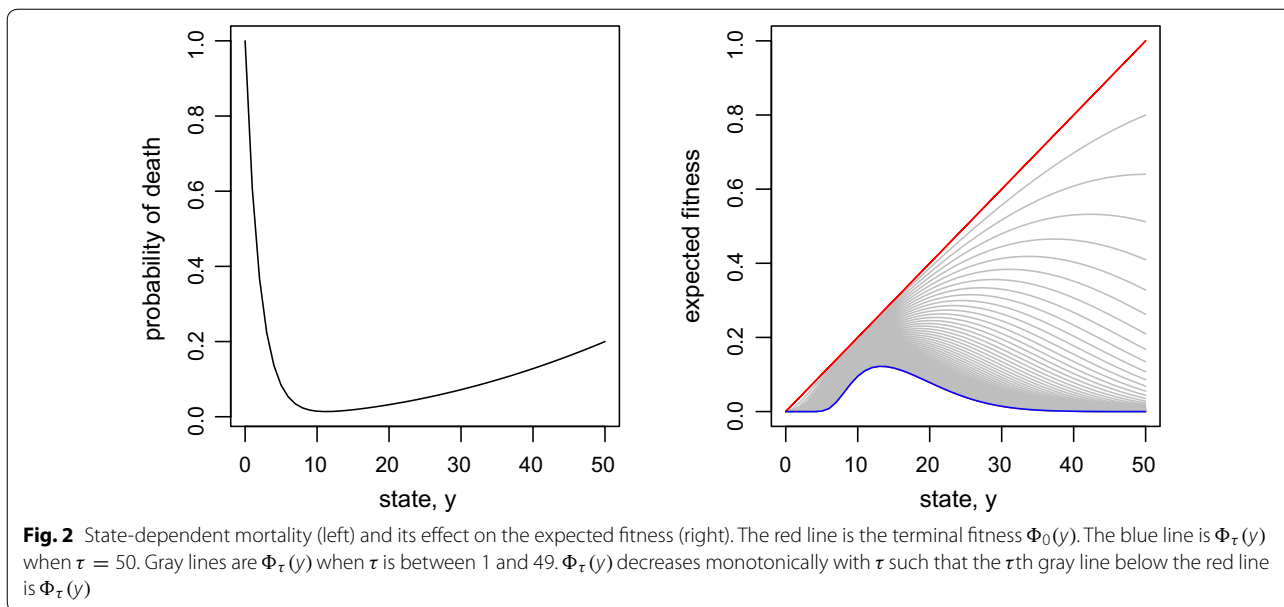 probability of death
1.0
0.8
0.6
0.4
0.2
0.0
0 10 20 30 40 50
state, y
expected fitness
1.0
0.8
0.6
0.4
0.2
0.0
0 10 20 30 40 50
state, y
Fig. 2 State-dependent mortality (left) and its effect on the expected fitness (right). The red line is the terminal fitness Φ₀(y). The blue line is Φτ(y)
when τ = 50. Gray lines are Φτ(y) when τ is between 1 and 49. Φτ(y) decreases monotonically with τ such that the τth gray line below the red line
is Φτ(y)